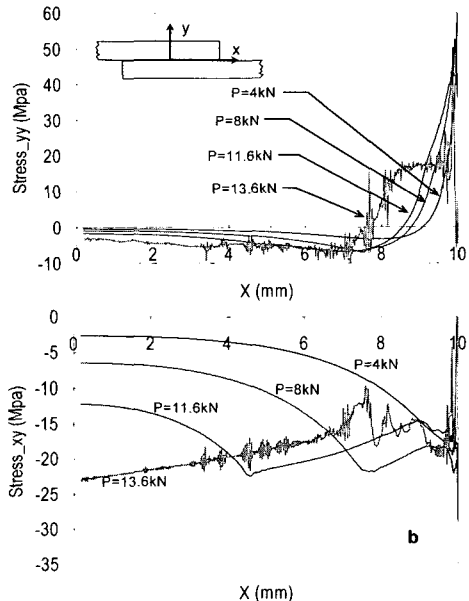 60
50
40
30
20
10
0
-10
Stress_yy (Mpa)
y
x
P=4kN
P=8kN
P=11.6kN
P=13.6kN
0 2 4 6 8 10
X (mm)
0
-5
-10
-15
-20
-25
-30
-35
Stress_xy (Mpa)
0 2 4 6 8 10
P=4kN
P=8kN
P=11.6kN
P=13.6kN
b
X (mm)